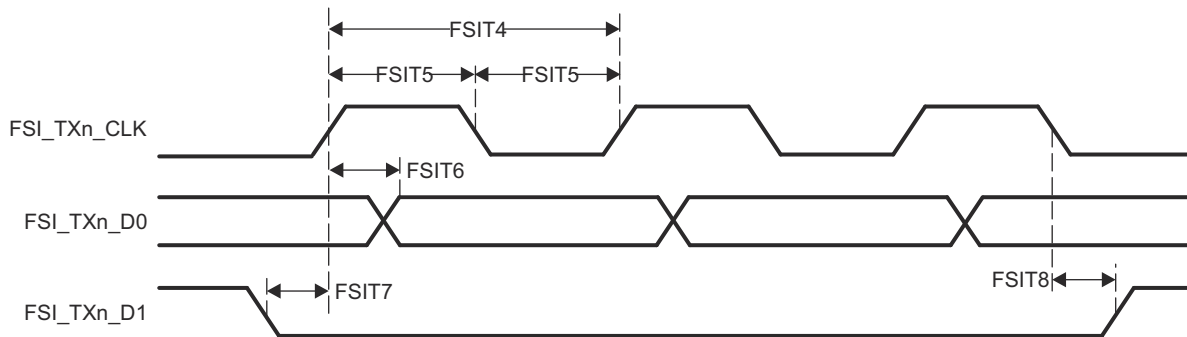 FSIT4
FSIT5 FSIT5
FSI_TXn_CLK
FSIT6
FSI_TXn_D0
FSIT7 FSIT8
FSI_TXn_D1